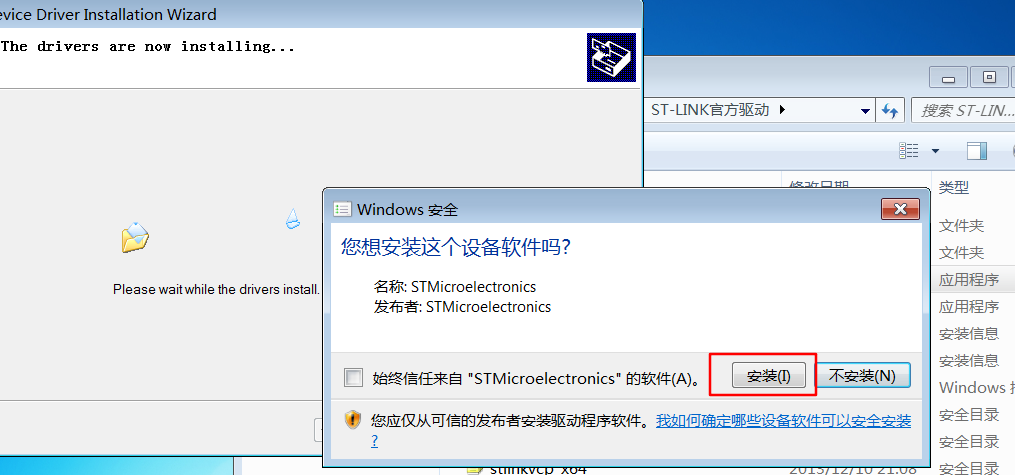 evice Driver Installation Wizard
The drivers are now installing...
Please wait while the drivers install.
ST-LINK官方驱动
搜索 ST-LIN...
修改日期
类型
文件夹
文件夹
应用程序
应用程序
安装信息
安装信息
Windows
安全目录
安全目录
安全目录
Windows 安全
您想安装这个设备软件吗?
名称: STMicroelectronics
发布者: STMicroelectronics
始终信任来自 "STMicroelectronics" 的软件(A)。
安装(I)
不安装(N)
您应仅从可信的发布者安装驱动程序软件。我如何确定哪些设备软件可以安全安装
?
stlinkvcp_x64
2013/12/10 21:08